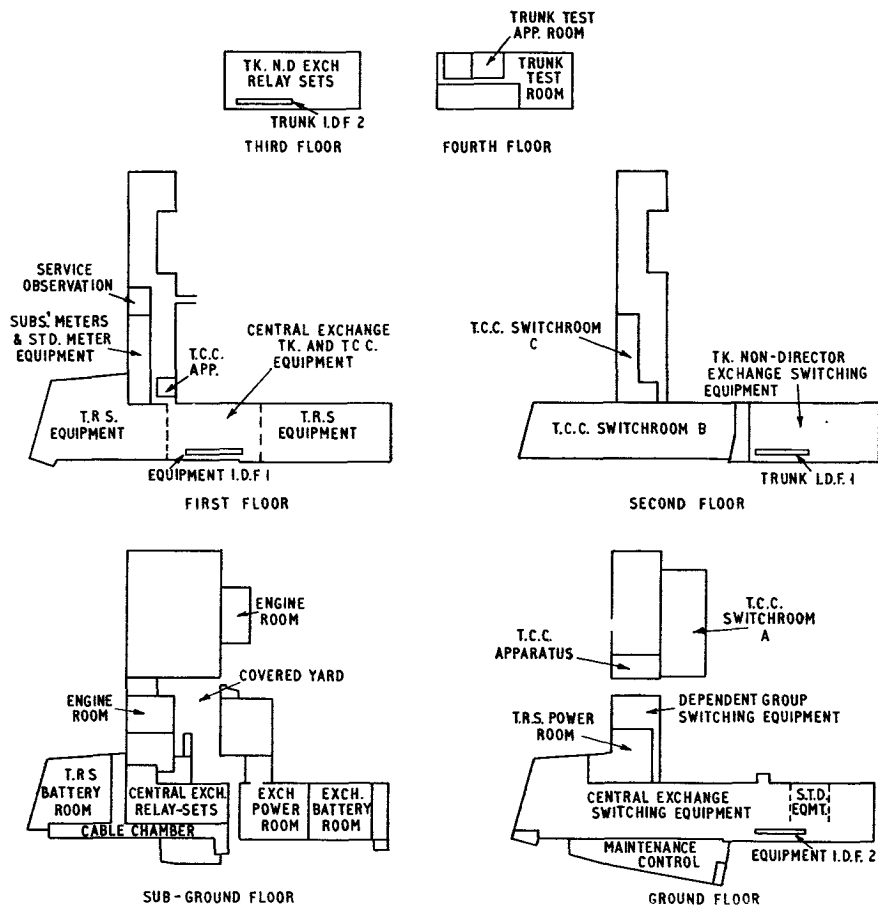 TRUNK TEST
APP. ROOM
TK. N.D EXCH
RELAY SETS
TRUNK I.D.F 2
THIRD FLOOR
TRUNK
TEST
ROOM
FOURTH FLOOR
SERVICE
OBSERVATION
SUBS' METERS
& STD. METER
EQUIPMENT
T.C.C.
APP.
CENTRAL EXCHANGE
TK. AND T C C.
EQUIPMENT
T.R.S.
EQUIPMENT
T.R.S
EQUIPMENT
EQUIPMENT I.D.F 1
FIRST FLOOR
T.C.C. SWITCHROOM
C
TK. NON-DIRECTOR
EXCHANGE SWITCHING
EQUIPMENT
T.C.C. SWITCHROOM B
TRUNK I.D.F. 1
SECOND FLOOR
ENGINE
ROOM
COVERED YARD
ENGINE
ROOM
T.R.S
BATTERY
ROOM
CENTRAL EXCH.
RELAY-SETS
EXCH
POWER
ROOM
EXCH.
BATTERY
ROOM
CABLE CHAMBER
SUB-GROUND FLOOR
T.C.C.
SWITCHROOM
A
T.C.C.
APPARATUS
DEPENDENT GROUP
SWITCHING EQUIPMENT
T.R.S. POWER
ROOM
CENTRAL EXCHANGE
SWITCHING EQUIPMENT
S.T.D.
EQMT.
MAINTENANCE
CONTROL
EQUIPMENT I.D.F. 2
GROUND FLOOR